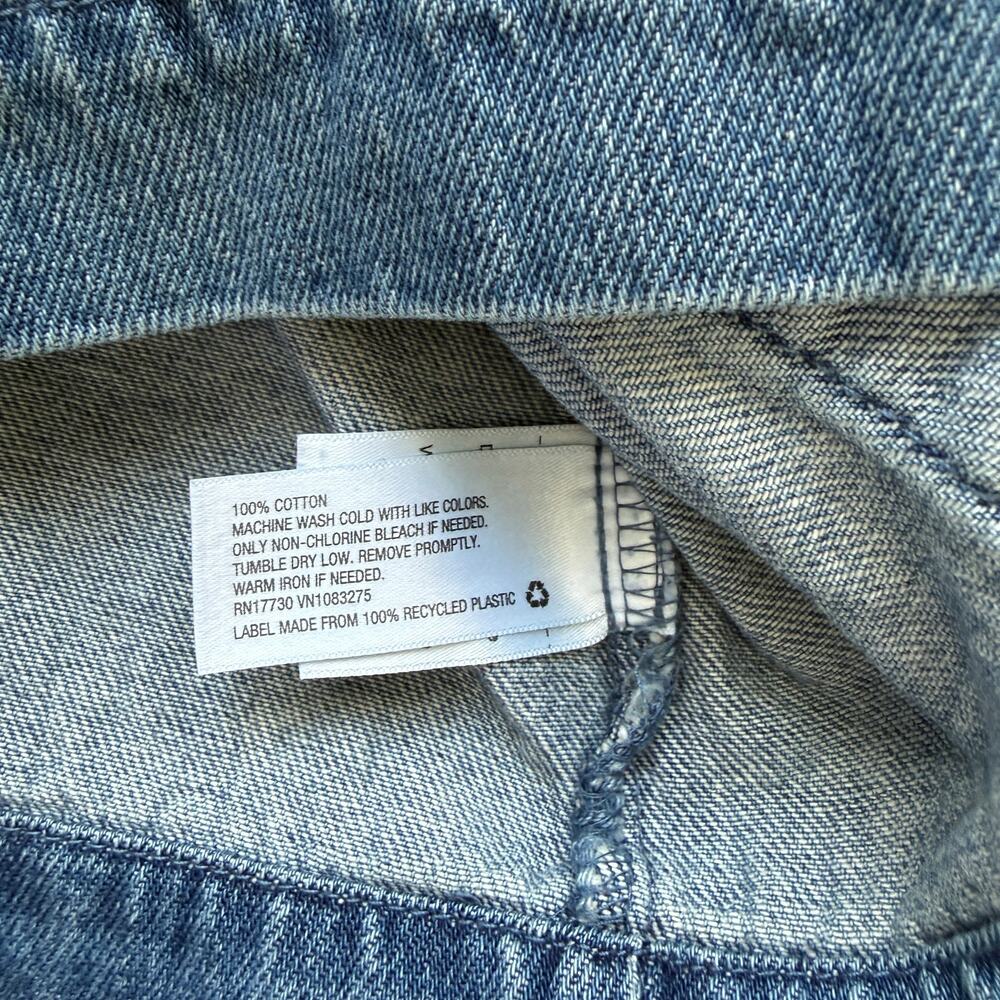 100% COTTON
MACHINE WASH COLD WITH LIKE COLORS.
ONLY NON-CHLORINE BLEACH IF NEEDED.
TUMBLE DRY LOW. REMOVE PROMPTLY.
WARM IRON IF NEEDED.
RN17730 VN1083275
LABEL MADE FROM 100% RECYCLED PLASTIC